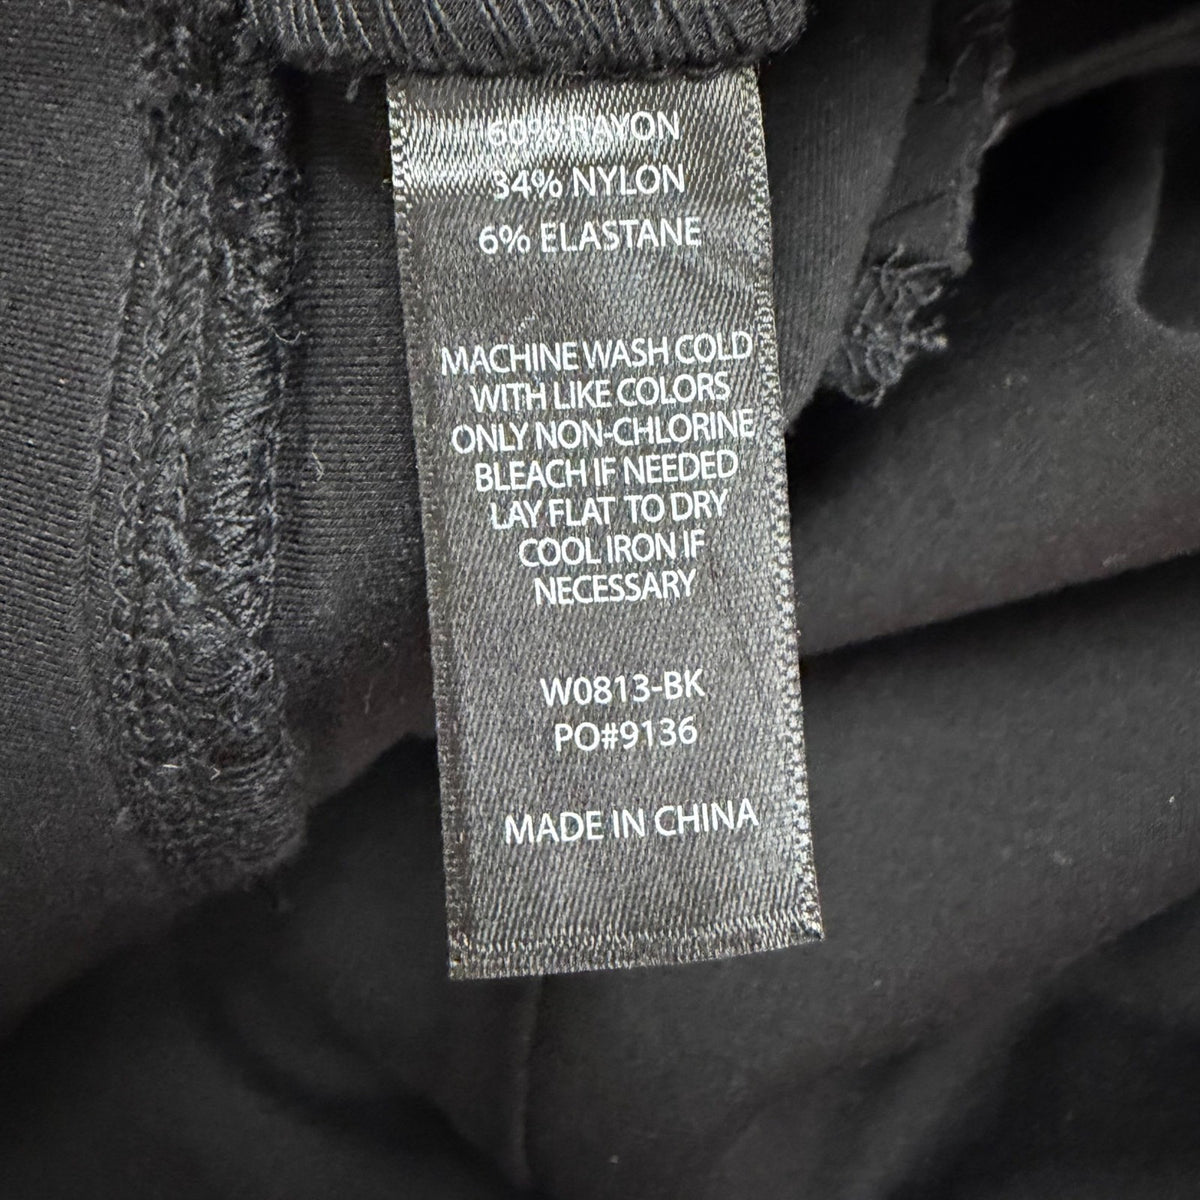 60% RAYON
34% NYLON
6% ELASTANE
MACHINE WASH COLD
WITH LIKE COLORS
ONLY NON-CHLORINE
BLEACH IF NEEDED
LAY FLAT TO DRY
COOL IRON IF
NECESSARY
W0813-BK
PO#9136
MADE IN CHINA